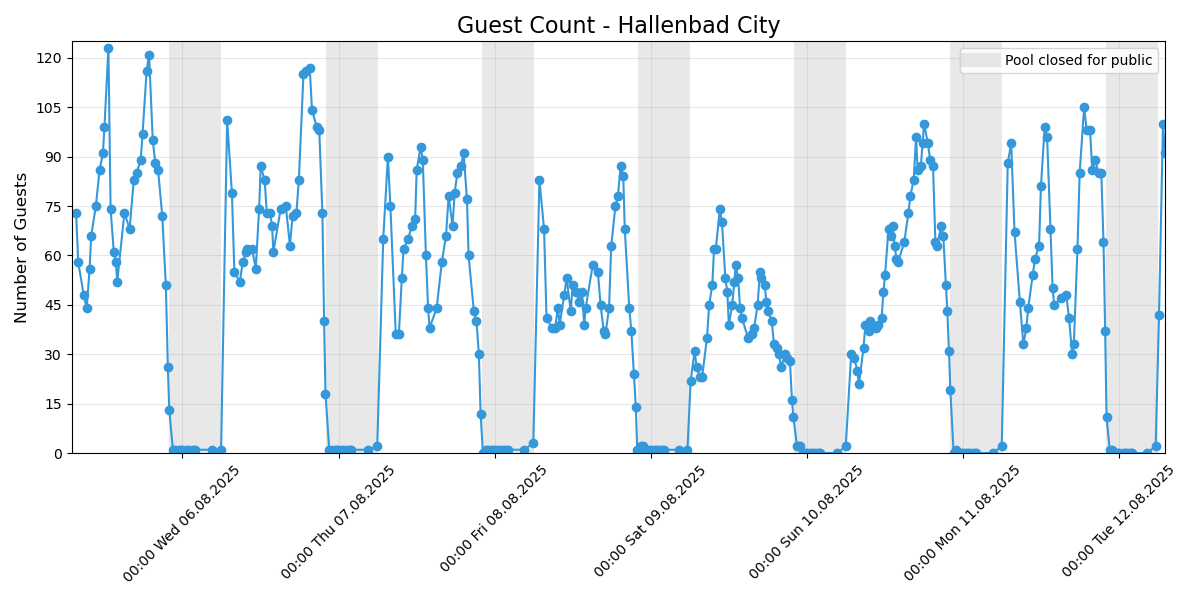 Guest Count - Hallenbad City
Pool closed for public
Number of Guests
120
105
90
75
60
45
30
15
0
00:00 Wed 06.08.2025
00:00 Thu 07.08.2025
00:00 Fri 08.08.2025
00:00 Sat 09.08.2025
00:00 Sun 10.08.2025
00:00 Mon 11.08.2025
00:00 Tue 12.08.2025